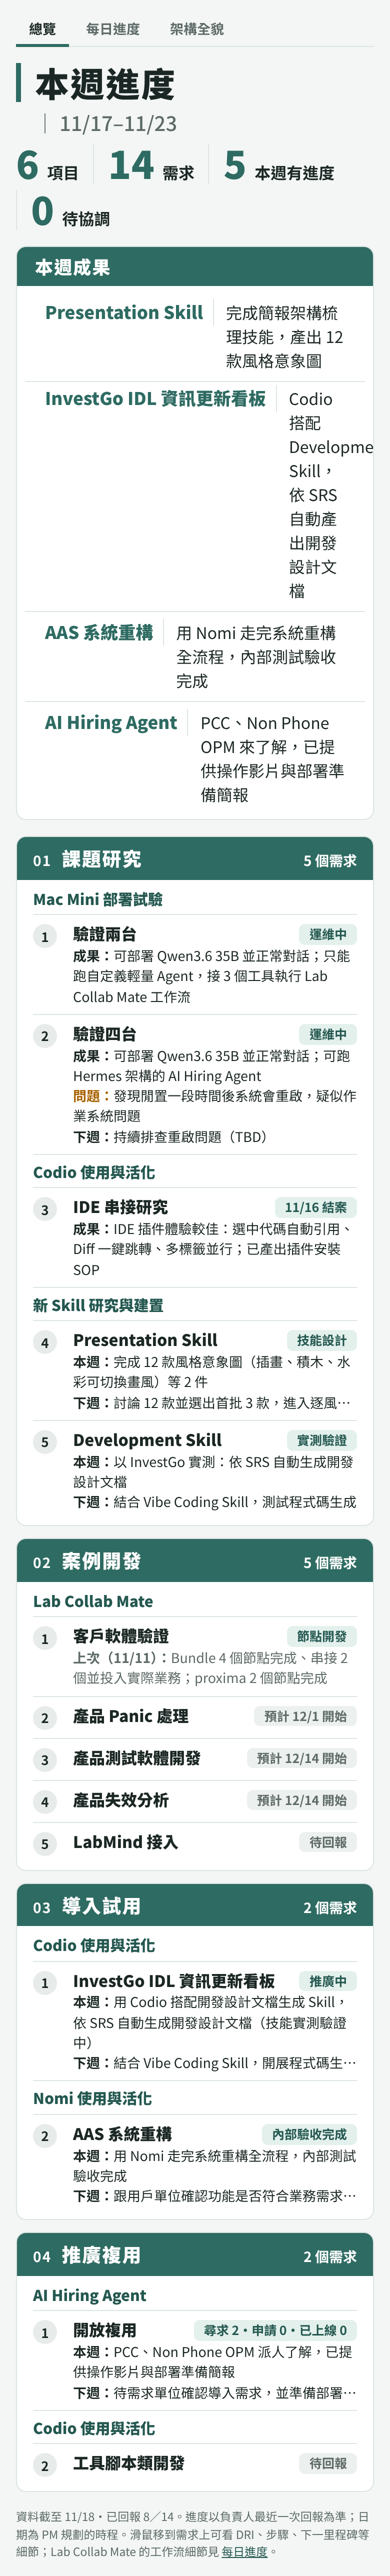 總覽 每日進度 架構全貌
本週進度
｜ 11/17–11/23
6 項目 14 需求 5 本週有進度
0 待協調
本週成果
Presentation Skill 完成簡報架構梳
理技能，產出 12
款風格意象圖
InvestGo IDL 資訊更新看板 Codio
搭配
Developme
Skill，
依 SRS
自動產
出開發
設計文
檔
AAS 系統重構 用 Nomi 走完系統重構
全流程，內部測試驗收
完成
AI Hiring Agent PCC、Non Phone
OPM 來了解，已提
供操作影片與部署準
備簡報
01 課題研究 5 個需求
Mac Mini 部署試驗
1 驗證兩台 運維中
成果：可部署 Qwen3.6 35B 並正常對話；只能
跑自定義輕量 Agent，接 3 個工具執行 Lab
Collab Mate 工作流
2 驗證四台 運維中
成果：可部署 Qwen3.6 35B 並正常對話；可跑
Hermes 架構的 AI Hiring Agent
問題：發現閒置一段時間後系統會重啟，疑似作
業系統問題
下週：持續排查重啟問題（TBD）
Codio 使用與活化
3 IDE 串接研究 11/16 結案
成果：IDE 插件體驗較佳：選中代碼自動引用、
Diff 一鍵跳轉、多標籤並行；已產出插件安裝
SOP
新 Skill 研究與建置
4 Presentation Skill 技能設計
本週：完成 12 款風格意象圖（插畫、積木、水
彩可切換畫風）等 2 件
下週：討論 12 款並選出首批 3 款，進入逐風…
5 Development Skill 實測驗證
本週：以 InvestGo 實測：依 SRS 自動生成開發
設計文檔
下週：結合 Vibe Coding Skill，測試程式碼生成
02 案例開發 5 個需求
Lab Collab Mate
1 客戶軟體驗證 節點開發
上次（11/11）：Bundle 4 個節點完成、串接 2
個並投入實際業務；proxima 2 個節點完成
2 產品 Panic 處理 預計 12/1 開始
3 產品測試軟體開發 預計 12/14 開始
4 產品失效分析 預計 12/14 開始
5 LabMind 接入 待回報
03 導入試用 2 個需求
Codio 使用與活化
1 InvestGo IDL 資訊更新看板 推廣中
本週：用 Codio 搭配開發設計文檔生成 Skill，
依 SRS 自動生成開發設計文檔（技能實測驗證
中）
下週：結合 Vibe Coding Skill，開展程式碼生…
Nomi 使用與活化
2 AAS 系統重構 內部驗收完成
本週：用 Nomi 走完系統重構全流程，內部測試
驗收完成
下週：跟用戶單位確認功能是否符合業務需求…
04 推廣複用 2 個需求
AI Hiring Agent
1 開放複用 尋求 2・申請 0・已上線 0
本週：PCC、Non Phone OPM 派人了解，已提
供操作影片與部署準備簡報
下週：待需求單位確認導入需求，並準備部署…
Codio 使用與活化
2 工具腳本類開發 待回報
資料截至 11/18・已回報 8／14。進度以負責人最近一次回報為準；日
期為 PM 規劃的時程。滑鼠移到需求上可看 DRI、步驟、下一里程碑等
細節；Lab Collab Mate 的工作流細節見 每日進度。